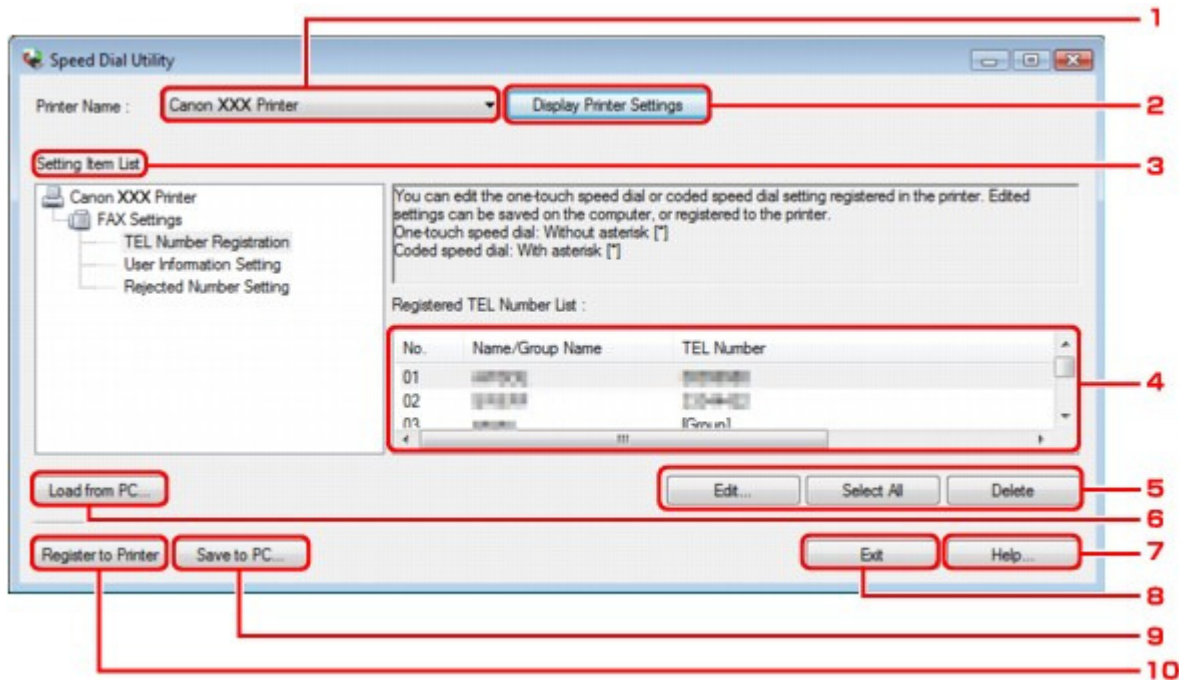 1
Speed Dial Utility
Printer Name : Canon XXX Printer Display Printer Settings 2
Setting Item List 3
Canon XXX Printer
FAX Settings
TEL Number Registration
User Information Setting
Rejected Number Setting
You can edit the one-touch speed dial or coded speed dial setting registered in the printer. Edited
settings can be saved on the computer, or registered to the printer.
One-touch speed dial: Without asterisk [*]
Coded speed dial: With asterisk [*]
Registered TEL Number List :
No. Name/Group Name TEL Number
01
02
03 [Group]
4
Load from PC... Edit... Select All Delete 5
6
Register to Printer Save to PC... Exit Help... 7
8
9
10